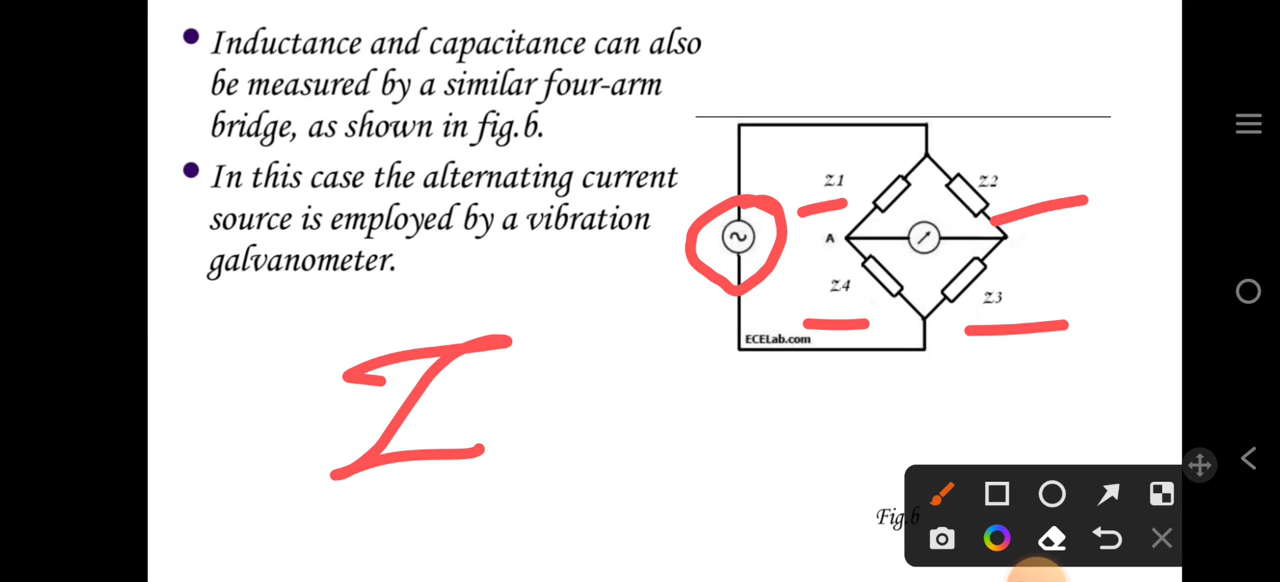 • Inductance and capacitance can also
be measured by a similar four-arm
bridge, as shown in fig.b.
• In this case the alternating current
source is employed by a vibration
galvanometer.
Z1
Z2
A
Z4
Z3
ECELab.com
I
Fig.b